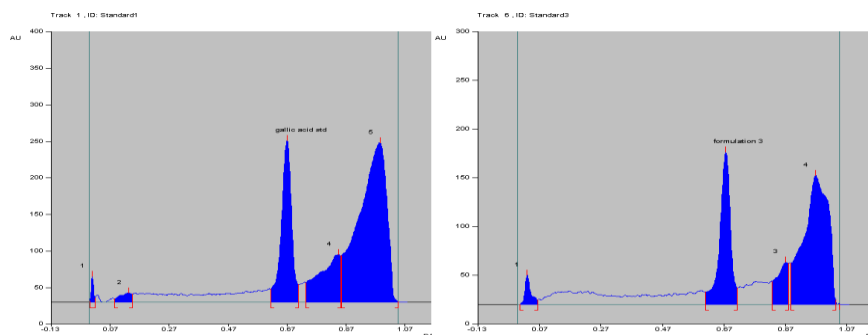 Track 1 , ID: Standard1
AU
400
350
300
250
200
150
100
50
0
-0.13 0.07 0.27 0.47 0.67 0.87 1.07
1
2
gallic acid std
4
5
Track 6 , ID: Standard3
AU
300
250
200
150
100
50
0
-0.13 0.07 0.27 0.47 0.67 0.87 1.07
1
formulation 3
3
4